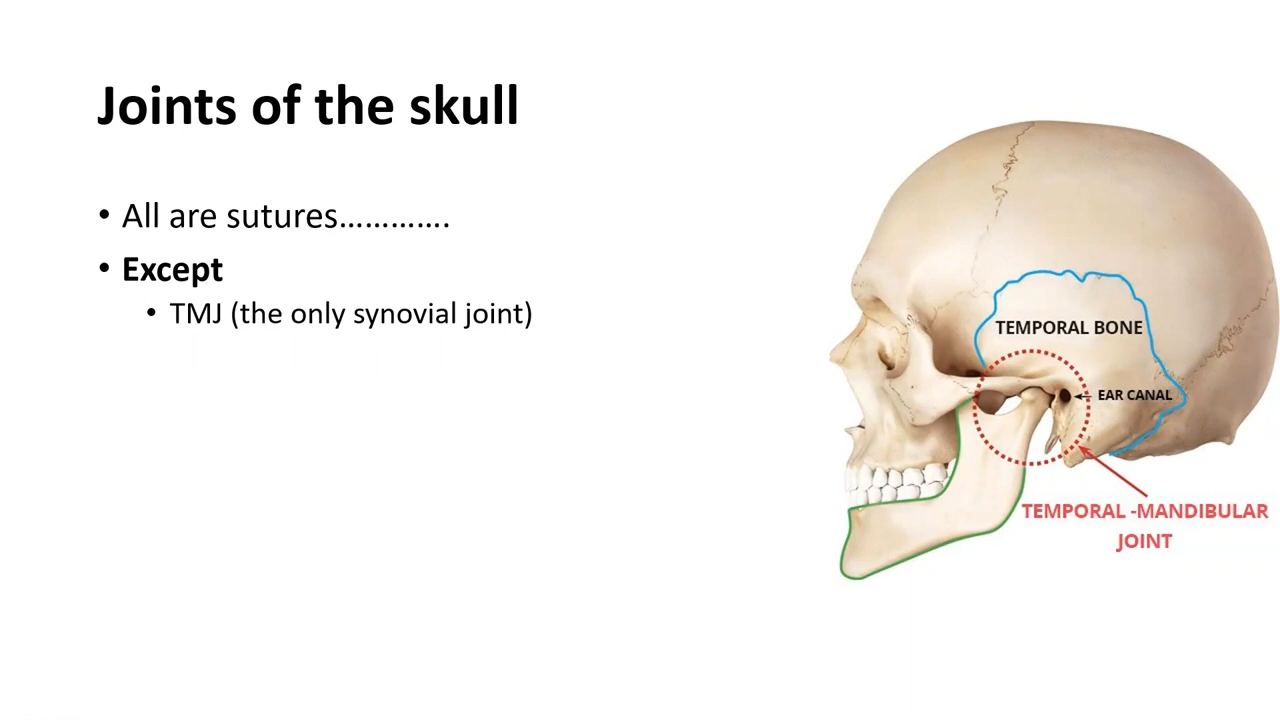 Joints of the skull
• All are sutures………….
• Except
• TMJ (the only synovial joint)
TEMPORAL BONE
EAR CANAL
TEMPORAL -MANDIBULAR
JOINT